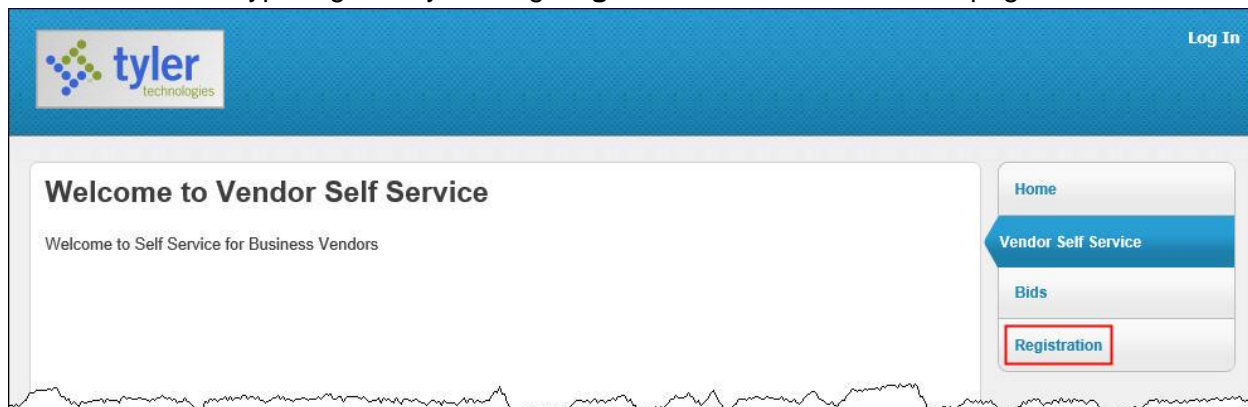 Log In
tyler
technologies
Welcome to Vendor Self Service
Welcome to Self Service for Business Vendors
Home
Vendor Self Service
Bids
Registration